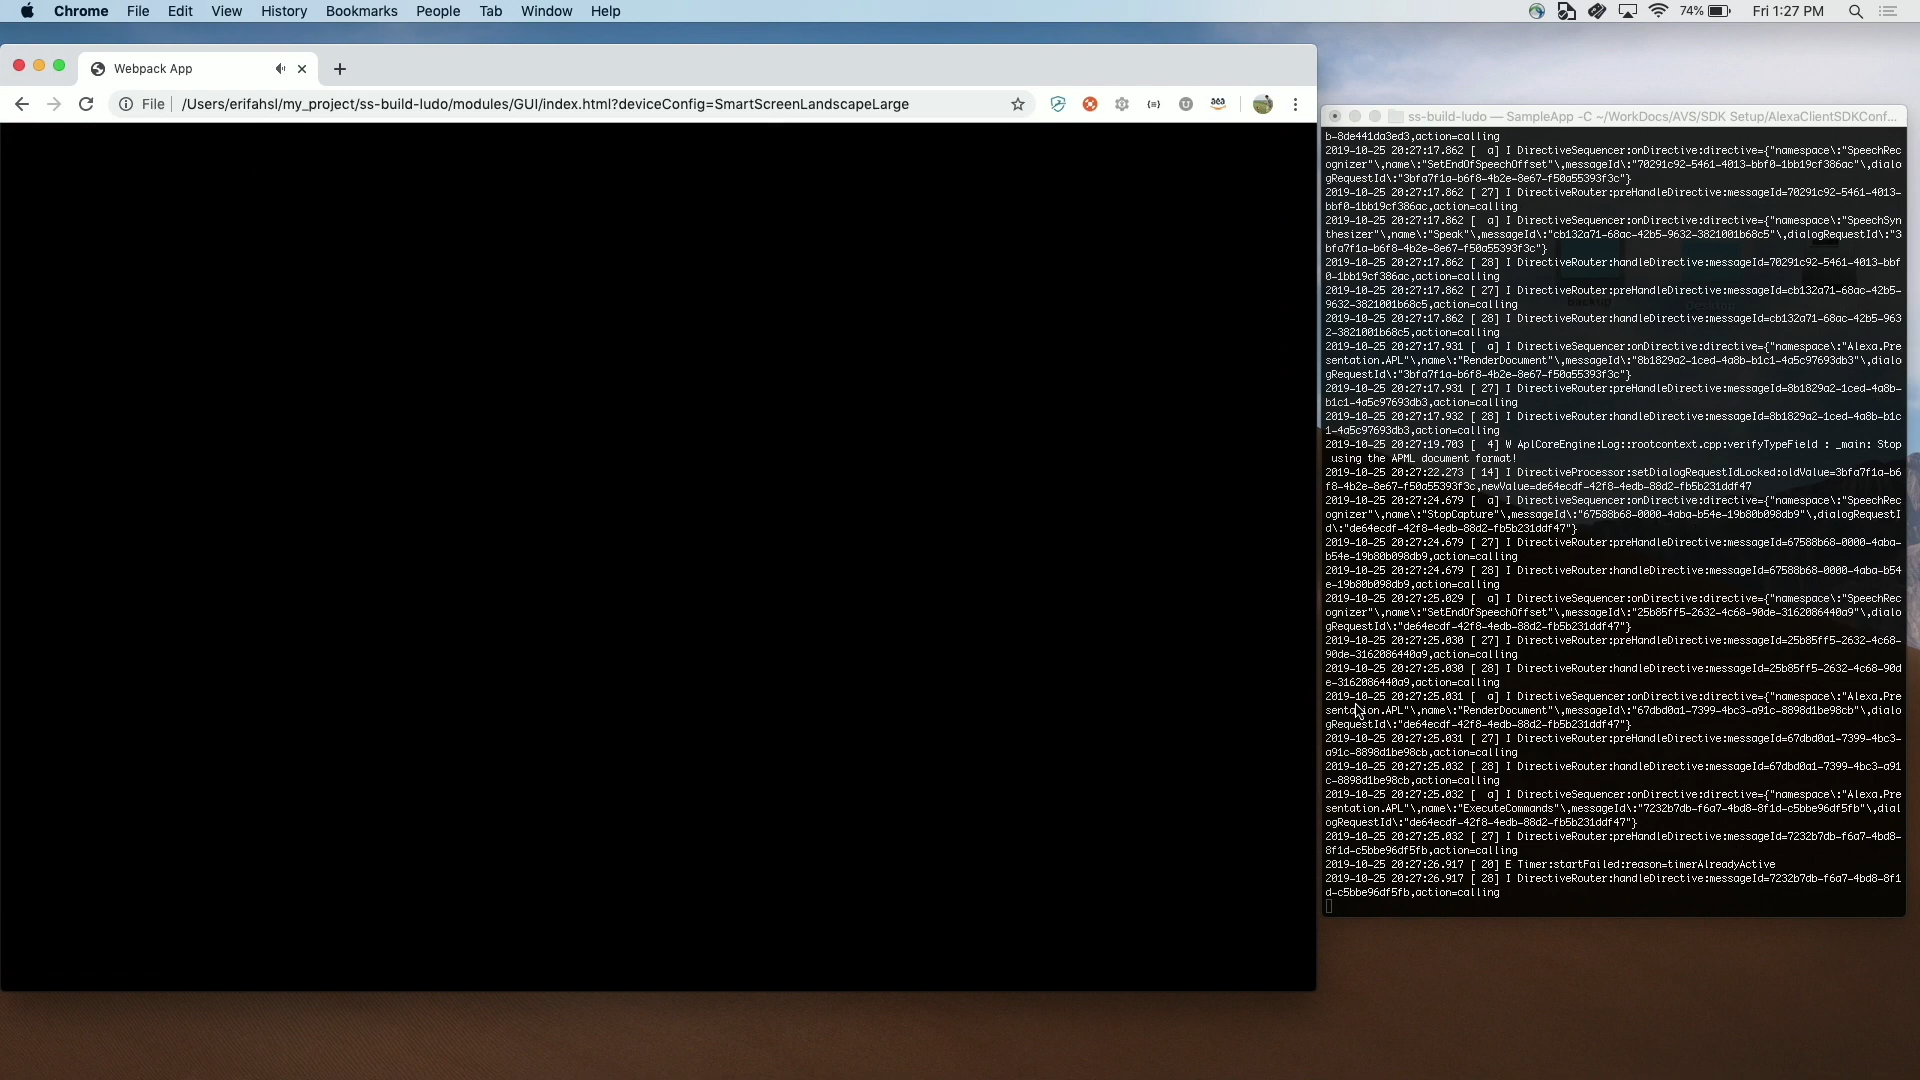 Chrome File Edit View History Bookmarks People Tab Window Help 74% Fri 1:27 PM
Webpack App
File /Users/erifahsl/my_project/ss-build-ludo/modules/GUI/index.html?deviceConfig=SmartScreenLandscapeLarge
ss-build-ludo — SampleApp -C ~/WorkDocs/AVS/SDK Setup/AlexaClientSDKConf...
b-8de441da3ed3,action=calling
2019-10-25 20:27:17.862 [  a] I DirectiveSequencer:onDirective:directive={"namespace\":"SpeechRec
ognizer"\,name\:"SetEndOfSpeechOffset"\,messageId\:"70291c92-5461-4013-bbf0-1bb19cf386ac"\,dialo
gRequestId\:"3bfa7f1a-b6f8-4b2e-8e67-f50a55393f3c"}
2019-10-25 20:27:17.862 [ 27] I DirectiveRouter:preHandleDirective:messageId=70291c92-5461-4013-
bbf0-1bb19cf386ac,action=calling
2019-10-25 20:27:17.862 [  a] I DirectiveSequencer:onDirective:directive={"namespace\":"SpeechSyn
thesizer"\,name\:"Speak"\,messageId\:"cb132a71-68ac-42b5-9632-3821001b68c5"\,dialogRequestId\:"3
bfa7f1a-b6f8-4b2e-8e67-f50a55393f3c"}
2019-10-25 20:27:17.862 [ 28] I DirectiveRouter:handleDirective:messageId=70291c92-5461-4013-bbf
0-1bb19cf386ac,action=calling
2019-10-25 20:27:17.862 [ 27] I DirectiveRouter:preHandleDirective:messageId=cb132a71-68ac-42b5-
9632-3821001b68c5,action=calling
2019-10-25 20:27:17.862 [ 28] I DirectiveRouter:handleDirective:messageId=cb132a71-68ac-42b5-963
2-3821001b68c5,action=calling
2019-10-25 20:27:17.931 [  a] I DirectiveSequencer:onDirective:directive={"namespace\":"Alexa.Pre
sentation.APL"\,name\:"RenderDocument"\,messageId\:"8b1829a2-1ced-4a8b-b1c1-4a5c97693db3"\,dialo
gRequestId\:"3bfa7f1a-b6f8-4b2e-8e67-f50a55393f3c"}
2019-10-25 20:27:17.931 [ 27] I DirectiveRouter:preHandleDirective:messageId=8b1829a2-1ced-4a8b-
b1c1-4a5c97693db3,action=calling
2019-10-25 20:27:17.932 [ 28] I DirectiveRouter:handleDirective:messageId=8b1829a2-1ced-4a8b-b1c
1-4a5c97693db3,action=calling
2019-10-25 20:27:19.703 [  4] W AplCoreEngine:Log::rootcontext.cpp:verifyTypeField : _main: Stop
 using the APML document format!
2019-10-25 20:27:22.273 [ 14] I DirectiveProcessor:setDialogRequestIdLocked:oldValue=3bfa7f1a-b6
f8-4b2e-8e67-f50a55393f3c,newValue=de64ecdf-42f8-4edb-88d2-fb5b231ddf47
2019-10-25 20:27:24.679 [  a] I DirectiveSequencer:onDirective:directive={"namespace\":"SpeechRec
ognizer"\,name\:"StopCapture"\,messageId\:"67588b68-0000-4aba-b54e-19b80b098db9"\,dialogRequestI
d\:"de64ecdf-42f8-4edb-88d2-fb5b231ddf47"}
2019-10-25 20:27:24.679 [ 27] I DirectiveRouter:preHandleDirective:messageId=67588b68-0000-4aba-
b54e-19b80b098db9,action=calling
2019-10-25 20:27:24.679 [ 28] I DirectiveRouter:handleDirective:messageId=67588b68-0000-4aba-b54
e-19b80b098db9,action=calling
2019-10-25 20:27:25.029 [  a] I DirectiveSequencer:onDirective:directive={"namespace\":"SpeechRec
ognizer"\,name\:"SetEndOfSpeechOffset"\,messageId\:"25b85ff5-2632-4c68-90de-3162086440a9"\,dialo
gRequestId\:"de64ecdf-42f8-4edb-88d2-fb5b231ddf47"}
2019-10-25 20:27:25.030 [ 27] I DirectiveRouter:preHandleDirective:messageId=25b85ff5-2632-4c68-
90de-3162086440a9,action=calling
2019-10-25 20:27:25.030 [ 28] I DirectiveRouter:handleDirective:messageId=25b85ff5-2632-4c68-90d
e-3162086440a9,action=calling
2019-10-25 20:27:25.031 [  a] I DirectiveSequencer:onDirective:directive={"namespace\":"Alexa.Pre
sentation.APL"\,name\:"RenderDocument"\,messageId\:"67dbd0a1-7399-4bc3-a91c-8898d1be98cb"\,dialo
gRequestId\:"de64ecdf-42f8-4edb-88d2-fb5b231ddf47"}
2019-10-25 20:27:25.031 [ 27] I DirectiveRouter:preHandleDirective:messageId=67dbd0a1-7399-4bc3-
a91c-8898d1be98cb,action=calling
2019-10-25 20:27:25.032 [ 28] I DirectiveRouter:handleDirective:messageId=67dbd0a1-7399-4bc3-a91
c-8898d1be98cb,action=calling
2019-10-25 20:27:25.032 [  a] I DirectiveSequencer:onDirective:directive={"namespace\":"Alexa.Pre
sentation.APL"\,name\:"ExecuteCommands"\,messageId\:"7232b7db-f6a7-4bd8-8f1d-c5bbe96df5fb"\,dial
ogRequestId\:"de64ecdf-42f8-4edb-88d2-fb5b231ddf47"}
2019-10-25 20:27:25.032 [ 27] I DirectiveRouter:preHandleDirective:messageId=7232b7db-f6a7-4bd8-
8f1d-c5bbe96df5fb,action=calling
2019-10-25 20:27:26.917 [ 20] E Timer:startFailed:reason=timerAlreadyActive
2019-10-25 20:27:26.917 [ 28] I DirectiveRouter:handleDirective:messageId=7232b7db-f6a7-4bd8-8f1
d-c5bbe96df5fb,action=calling